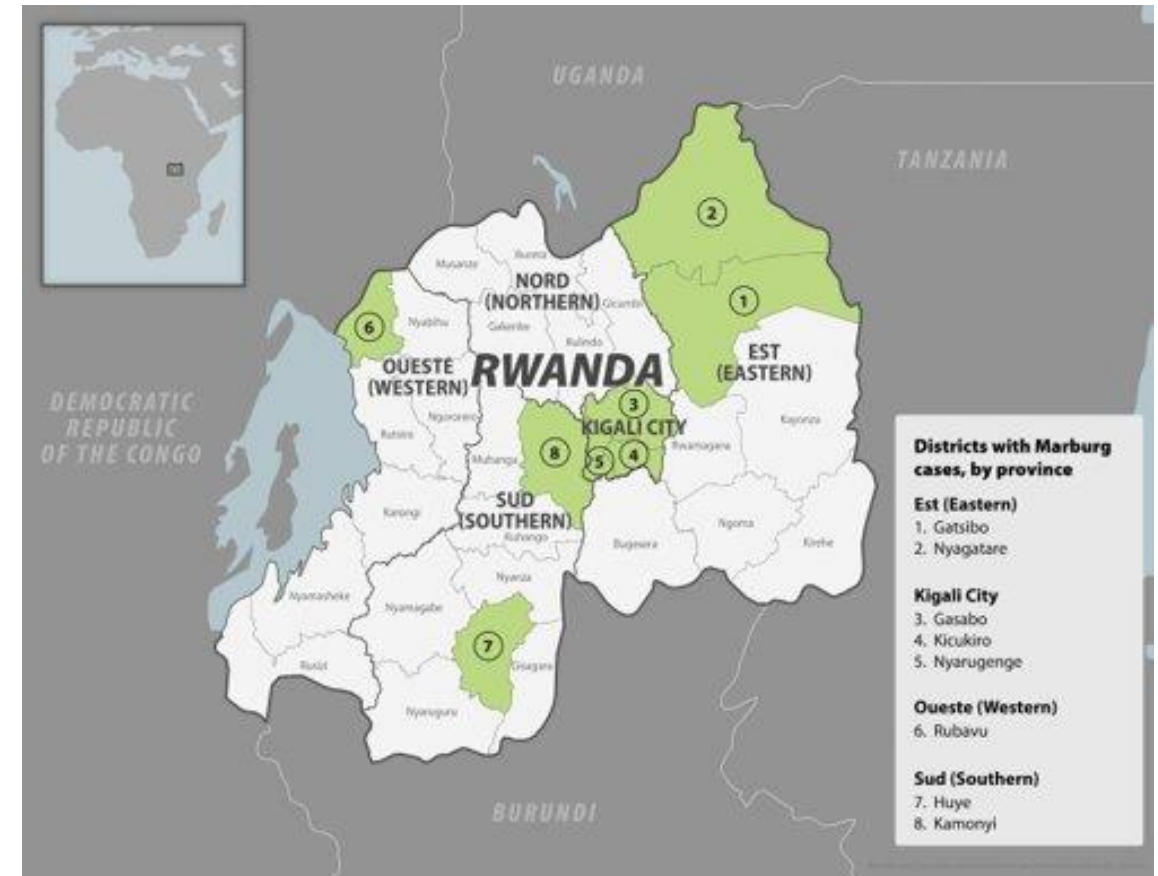 UGANDA
TANZANIA
DEMOCRATIC
REPUBLIC
OF THE CONGO
BURUNDI
RWANDA
NORD
(NORTHERN)
OUESTE
(WESTERN)
EST
(EASTERN)
KIGALI CITY
SUD
(SOUTHERN)
Musanze
Burera
Gicumbi
Gakenke
Rulindo
Nyabihu
Ngororero
Rutsiro
Muhanga
Karongi
Ruhango
Rwamagana
Kayonza
Ngoma
Kirehe
Bugesera
Nyanza
Nyamagabe
Nyamasheke
Rusizi
Gisagara
Nyaruguru
2
1
6
3
4
5
8
7
Districts with Marburg
cases, by province
Est (Eastern)
1. Gatsibo
2. Nyagatare
Kigali City
3. Gasabo
4. Kicukiro
5. Nyarugenge
Oueste (Western)
6. Rubavu
Sud (Southern)
7. Huye
8. Kamonyi